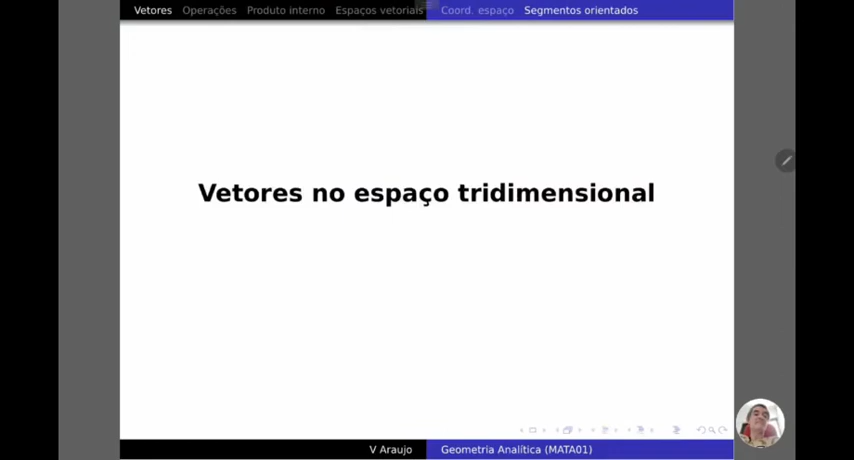 Vetores Operações Produto interno Espaços vetoriais Coord. espaço Segmentos orientados
Vetores no espaço tridimensional
V Araujo Geometria Analítica (MATA01)